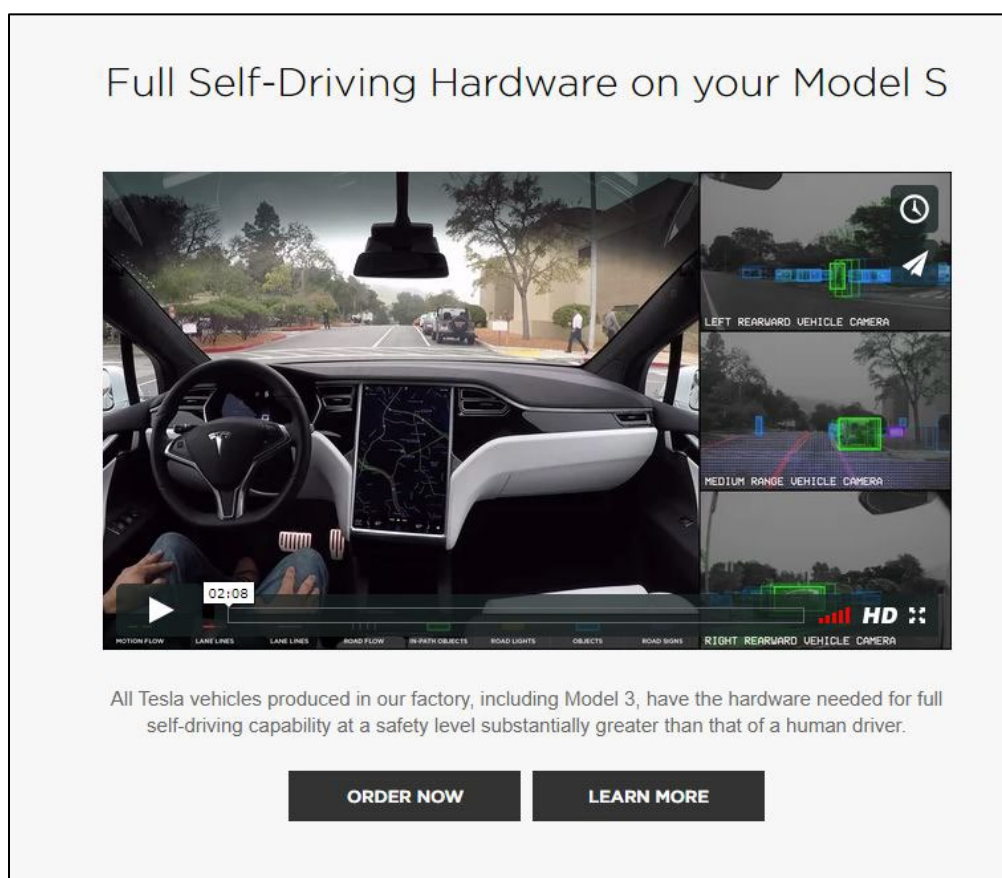 Full Self-Driving Hardware on your Model S
LEFT REARWARD VEHICLE CAMERA
MEDIUM RANGE VEHICLE CAMERA
RIGHT REARWARD VEHICLE CAMERA
02:08
HD
MOTION FLOW LANE LINES LANE LINES ROAD FLOW IN-PATH OBJECTS ROAD LIGHTS OBJECTS ROAD SIGNS
All Tesla vehicles produced in our factory, including Model 3, have the hardware needed for full
self-driving capability at a safety level substantially greater than that of a human driver.
ORDER NOW
LEARN MORE